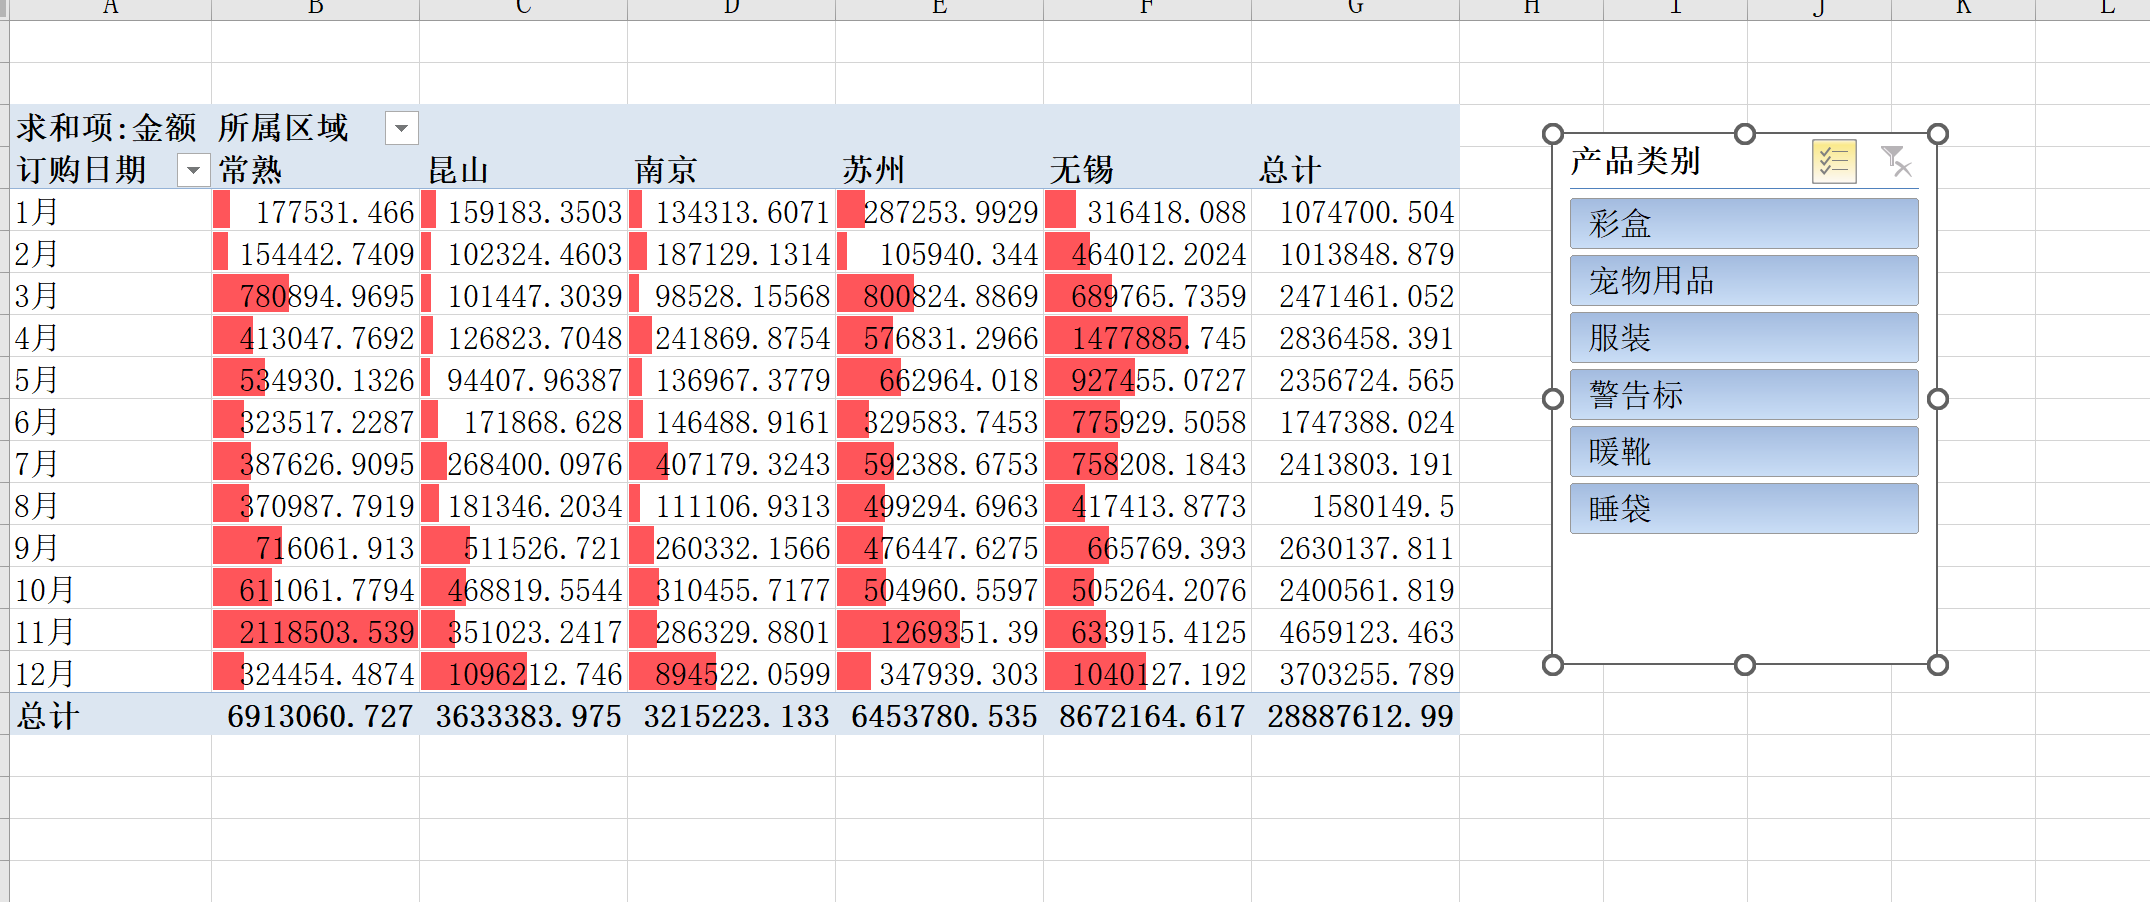 A B C D E F G H I J K L
求和项:金额 所属区域
订购日期 常熟 昆山 南京 苏州 无锡 总计
1月 177531.466 159183.3503 134313.6071 287253.9929 316418.088 1074700.504
2月 154442.7409 102324.4603 187129.1314 105940.344 464012.2024 1013848.879
3月 780894.9695 101447.3039 98528.15568 800824.8869 689765.7359 2471461.052
4月 413047.7692 126823.7048 241869.8754 576831.2966 1477885.745 2836458.391
5月 534930.1326 94407.96387 136967.3779 662964.018 927455.0727 2356724.565
6月 323517.2287 171868.628 146488.9161 329583.7453 775929.5058 1747388.024
7月 387626.9095 268400.0976 407179.3243 592388.6753 758208.1843 2413803.191
8月 370987.7919 181346.2034 111106.9313 499294.6963 417413.8773 1580149.5
9月 716061.913 511526.721 260332.1566 476447.6275 665769.393 2630137.811
10月 611061.7794 468819.5544 310455.7177 504960.5597 505264.2076 2400561.819
11月 2118503.539 351023.2417 286329.8801 1269351.39 633915.4125 4659123.463
12月 324454.4874 1096212.746 894522.0599 347939.303 1040127.192 3703255.789
总计 6913060.727 3633383.975 3215223.133 6453780.535 8672164.617 28887612.99
产品类别
彩盒
宠物用品
服装
警告标
暖靴
睡袋